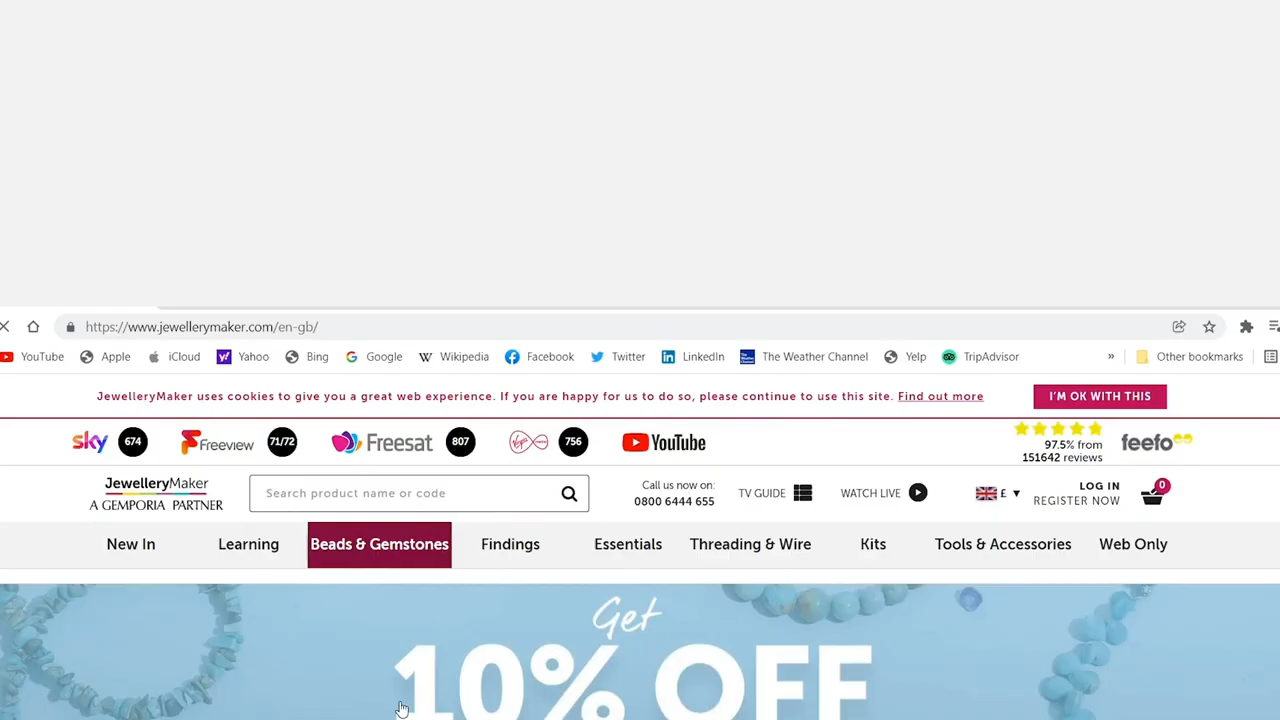 https://www.jewellerymaker.com/en-gb/
YouTube Apple iCloud Yahoo Bing Google Wikipedia Facebook Twitter LinkedIn The Weather Channel Yelp TripAdvisor » Other bookmarks
JewelleryMaker uses cookies to give you a great web experience. If you are happy for us to do so, please continue to use this site. Find out more I'M OK WITH THIS
sky 674 Freeview 71/72 Freesat 807 Virgin media 756 YouTube 97.5% from feefo
151642 reviews
JewelleryMaker
A GEMPORIA PARTNER
Search product name or code
Call us now on:
0800 6444 655
TV GUIDE WATCH LIVE £ LOG IN 0
REGISTER NOW
New In Learning Beads & Gemstones Findings Essentials Threading & Wire Kits Tools & Accessories Web Only
Get
10% OFF